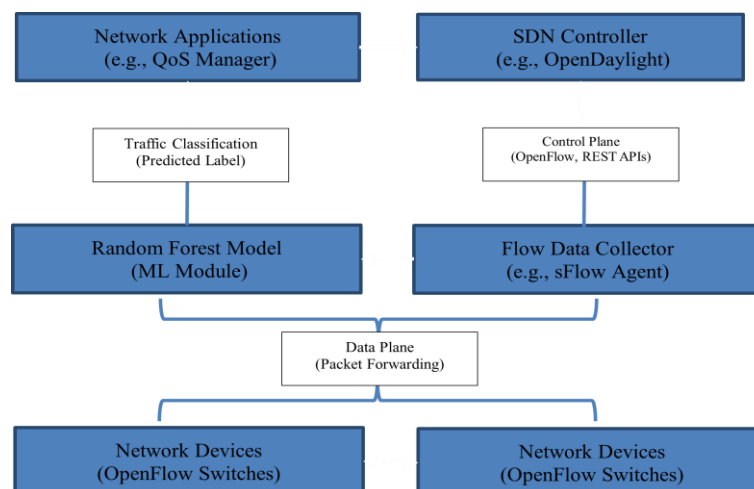 Network Applications
(e.g., QoS Manager)
SDN Controller
(e.g., OpenDaylight)
Traffic Classification
(Predicted Label)
Control Plane
(OpenFlow, REST APIs)
Random Forest Model
(ML Module)
Flow Data Collector
(e.g., sFlow Agent)
Data Plane
(Packet Forwarding)
Network Devices
(OpenFlow Switches)
Network Devices
(OpenFlow Switches)